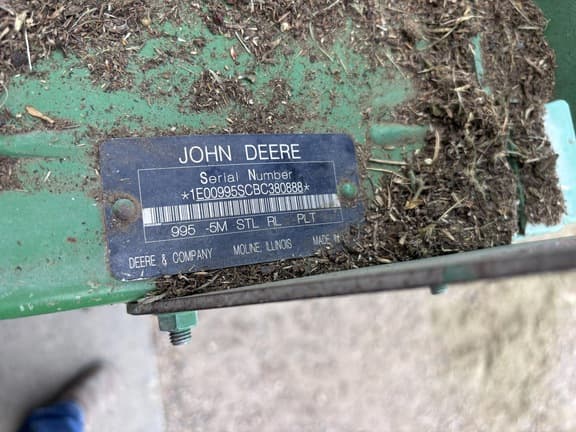 JOHN DEERE
Serial Number
*1E00995SCBC380888*
995 -5M STL RL PLT
DEERE & COMPANY MOLINE, ILLINOIS MADE IN